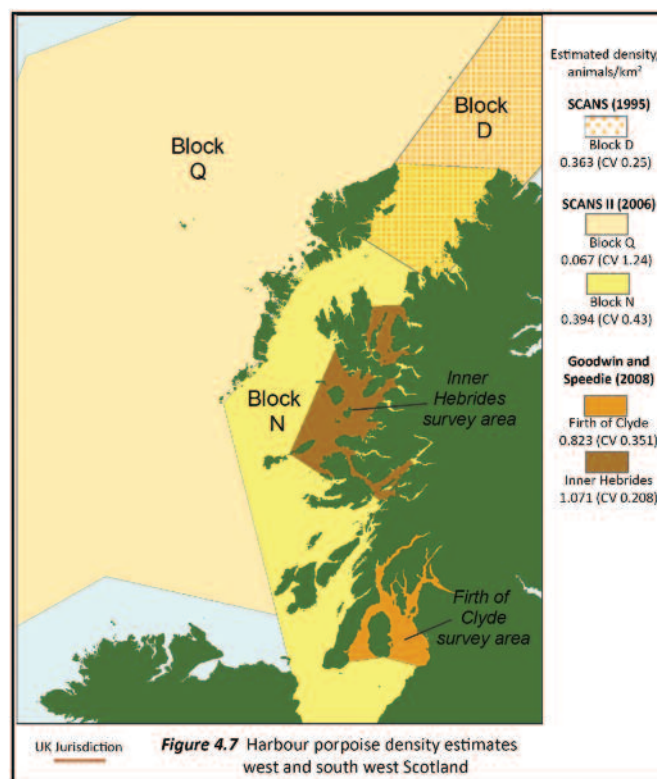 Block
D
Block
Q
Inner
Hebrides
survey area
Block
N
Firth of
Clyde
survey area
Estimated density,
animals/km²
SCANS (1995)
Block D
0.363 (CV 0.25)
SCANS II (2006)
Block Q
0.067 (CV 1.24)
Block N
0.394 (CV 0.43)
Goodwin and
Speedie (2008)
Firth of Clyde
0.823 (CV 0.351)
Inner Hebrides
1.071 (CV 0.208)
UK Jurisdiction
Figure 4.7 Harbour porpoise density estimates
west and south west Scotland